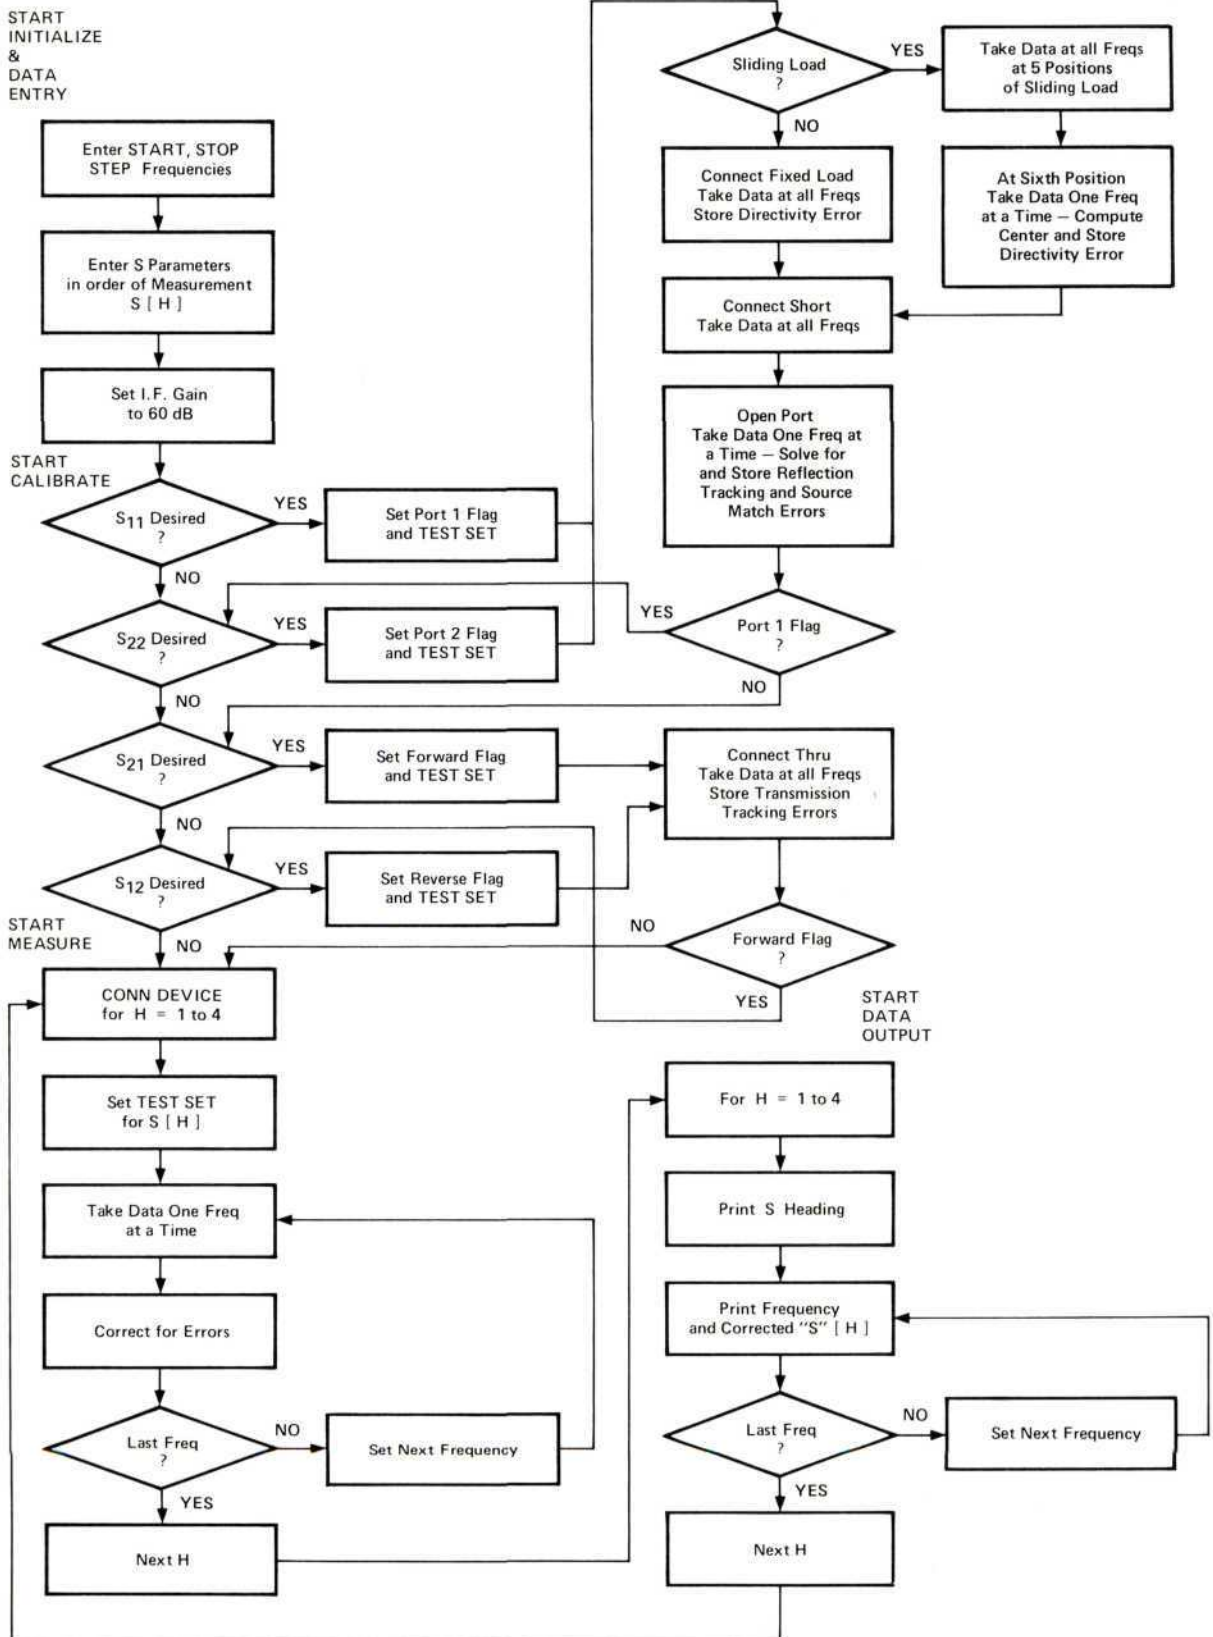 START
INITIALIZE
&
DATA
ENTRY
Enter START, STOP
STEP Frequencies
Enter S Parameters
in order of Measurement
S [ H ]
Set I.F. Gain
to 60 dB
START
CALIBRATE
S11 Desired
?
YES
Set Port 1 Flag
and TEST SET
NO
S22 Desired
?
YES
Set Port 2 Flag
and TEST SET
NO
S21 Desired
?
YES
Set Forward Flag
and TEST SET
NO
S12 Desired
?
YES
Set Reverse Flag
and TEST SET
NO
Sliding Load
?
YES
Take Data at all Freqs
at 5 Positions
of Sliding Load
NO
Connect Fixed Load
Take Data at all Freqs
Store Directivity Error
At Sixth Position
Take Data One Freq
at a Time — Compute
Center and Store
Directivity Error
Connect Short
Take Data at all Freqs
Open Port
Take Data One Freq at
a Time — Solve for
and Store Reflection
Tracking and Source
Match Errors
YES
Port 1 Flag
?
NO
Connect Thru
Take Data at all Freqs
Store Transmission
Tracking Errors
NO
Forward Flag
?
YES
START
MEASURE
CONN DEVICE
for H = 1 to 4
Set TEST SET
for S [ H ]
Take Data One Freq
at a Time
Correct for Errors
Last Freq
?
NO
Set Next Frequency
YES
Next H
START
DATA
OUTPUT
For H = 1 to 4
Print S Heading
Print Frequency
and Corrected "S" [ H ]
Last Freq
?
NO
Set Next Frequency
YES
Next H